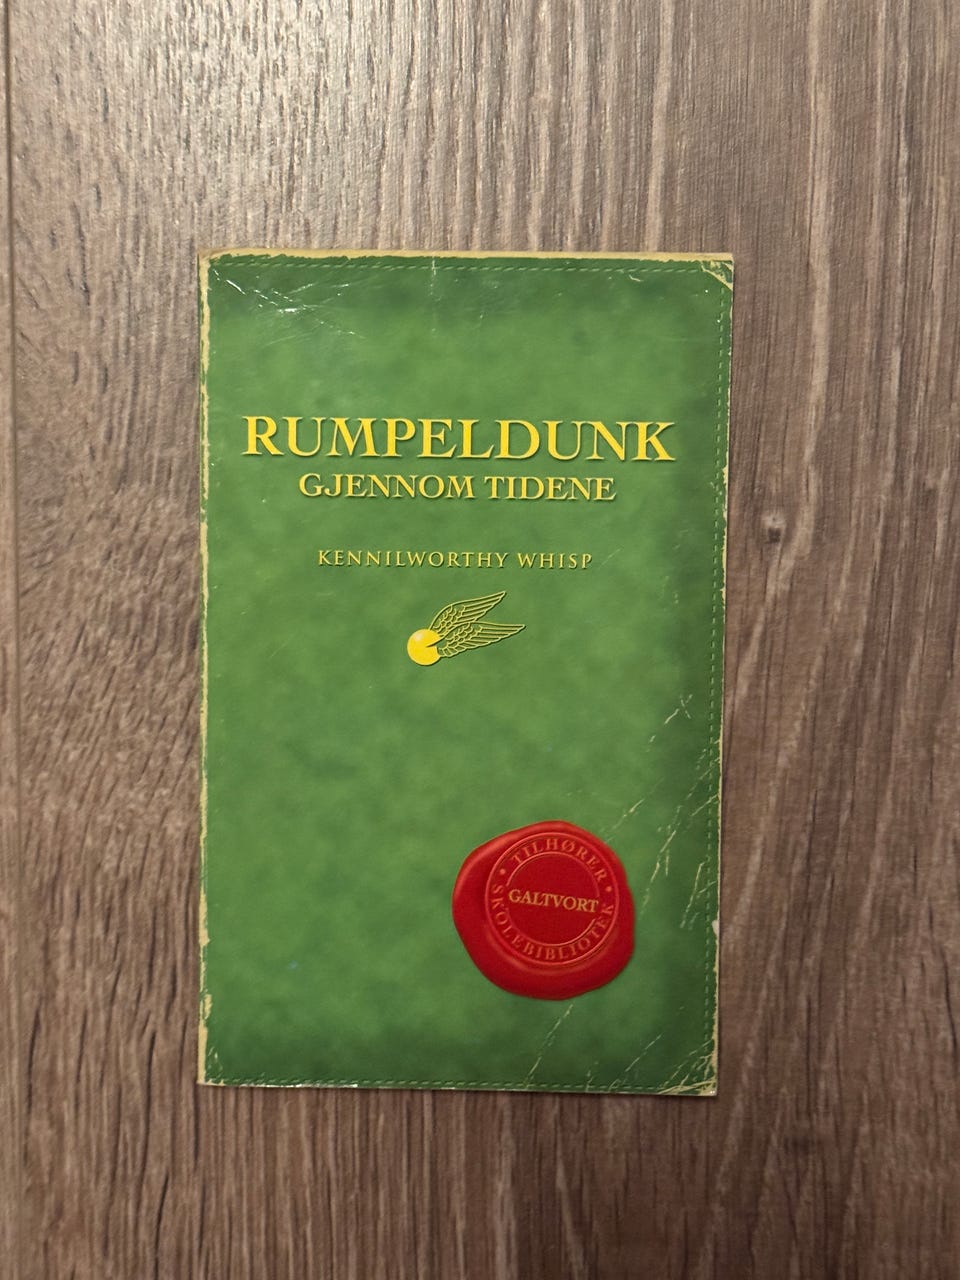 RUMPELDUNK
GJENNOM TIDENE
KENNILWORTHY WHISP
TILHØRER
GALTVORT
SKOLEBIBLIOTEK